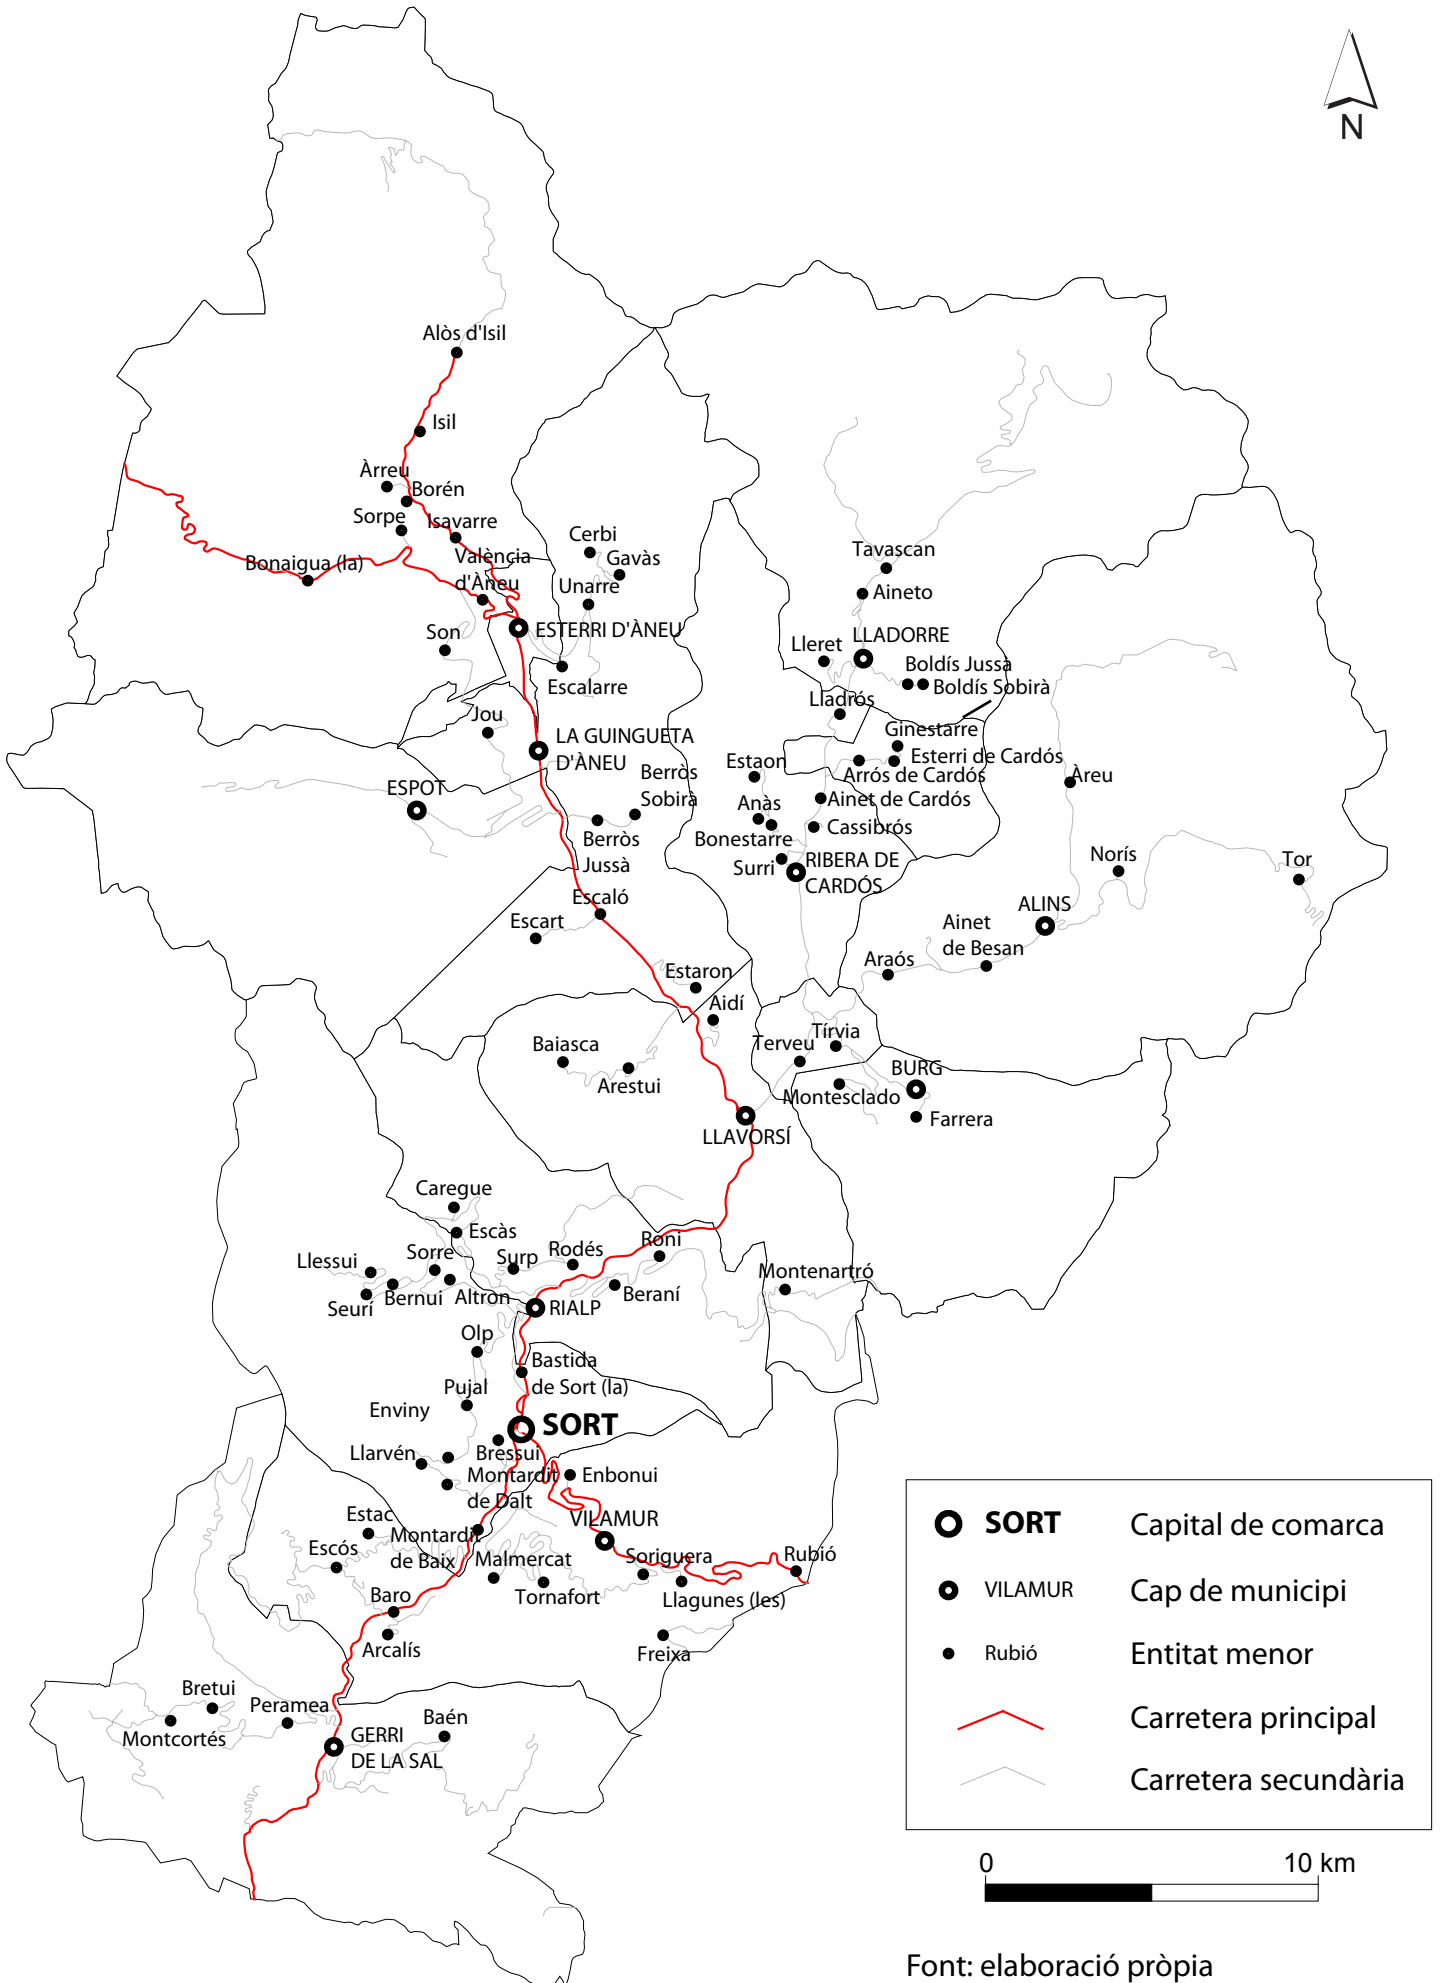 N
Alòs d'Isil
Isil
Àrreu
Borén
Sorpe
Isavarre
Cerbi
Gavàs
València
d'Àneu
Bonaigua (la)
Unarre
Tavascan
Aineto
ESTERRI D'ÀNEU
Son
Escalarre
LLADORRE
Lleret
Boldís Jussà
Boldís Sobirà
Lladrós
Jou
LA GUINGUETA
D'ÀNEU
Ginestarre
Esterri de Cardós
Arrós de Cardós
Estaon
Àreu
ESPOT
Berròs
Sobirà
Anàs
Ainet de Cardós
Berròs
Jussà
Bonestarre
Cassibrós
Surri
RIBERA DE
CARDÓS
Norís
Tor
Escaló
Escart
ALINS
Ainet
de Besan
Araós
Estaron
Aidí
Tírvia
Terveu
Baiasca
Arestui
BURG
Montesclado
Farrera
LLAVORSÍ
Caregue
Escàs
Roni
Llessui
Sorre
Surp
Rodés
Montenartró
Seurí
Bernui
Altron
Beraní
RIALP
Olp
Bastida
de Sort (la)
Pujal
Enviny
SORT
Llarvén
Bressui
Montardit
de Dalt
Enbonui
Estac
Montardit
de Baix
VILAMUR
Escós
Malmercat
Soriguera
Rubió
Tornafort
Llagunes (les)
Baro
Arcalís
Freixa
Bretui
Peramea
Baén
Montcortés
GERRI
DE LA SAL
SORT Capital de comarca
VILAMUR Cap de municipi
Rubió Entitat menor
Carretera principal
Carretera secundària
0 10 km
Font: elaboració pròpia